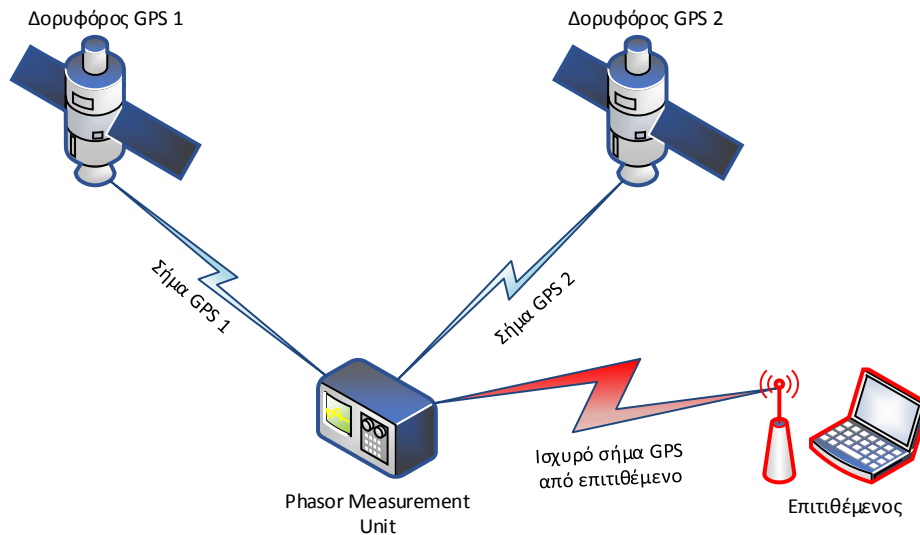 Δορυφόρος GPS 1
Δορυφόρος GPS 2
Σήμα GPS 1
Σήμα GPS 2
Ισχυρό σήμα GPS
από επιτιθέμενο
Phasor Measurement
Unit
Επιτιθέμενος